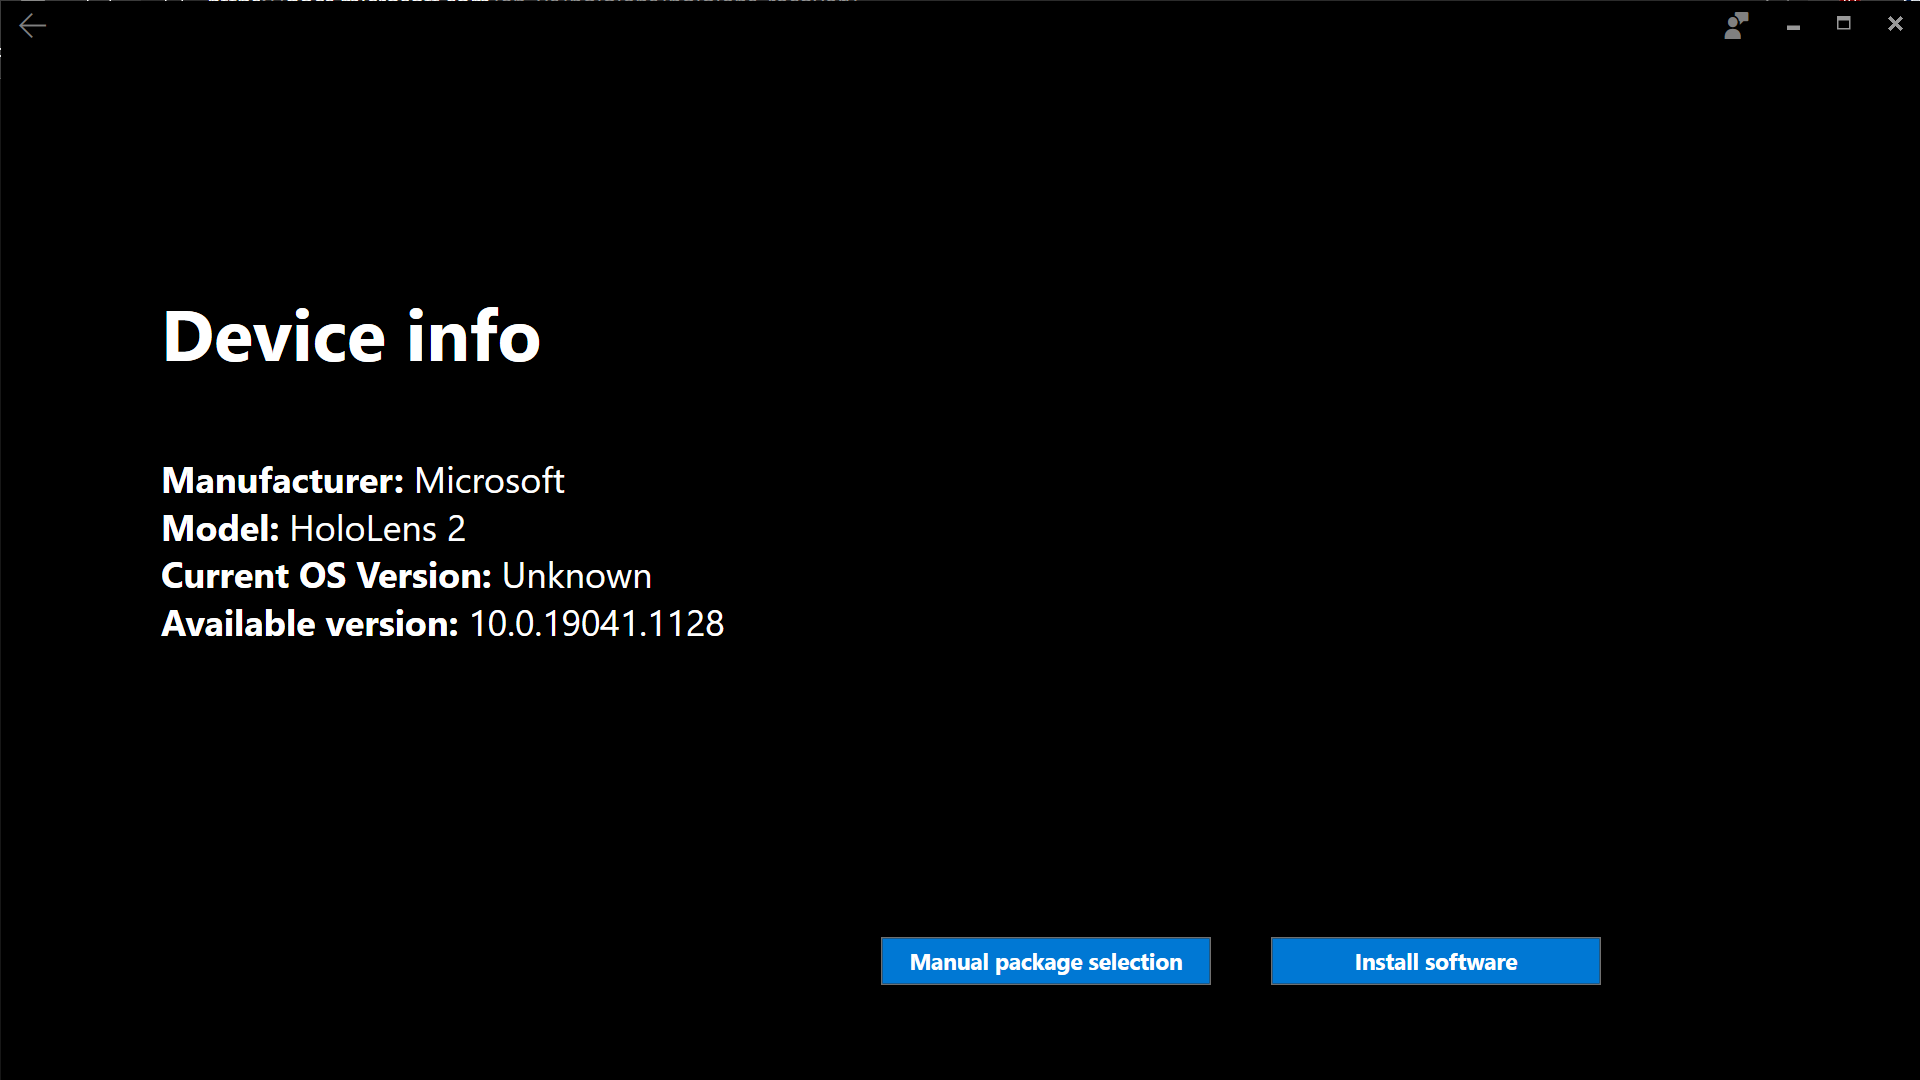 Device info
Manufacturer: Microsoft
Model: HoloLens 2
Current OS Version: Unknown
Available version: 10.0.19041.1128
Manual package selection
Install software